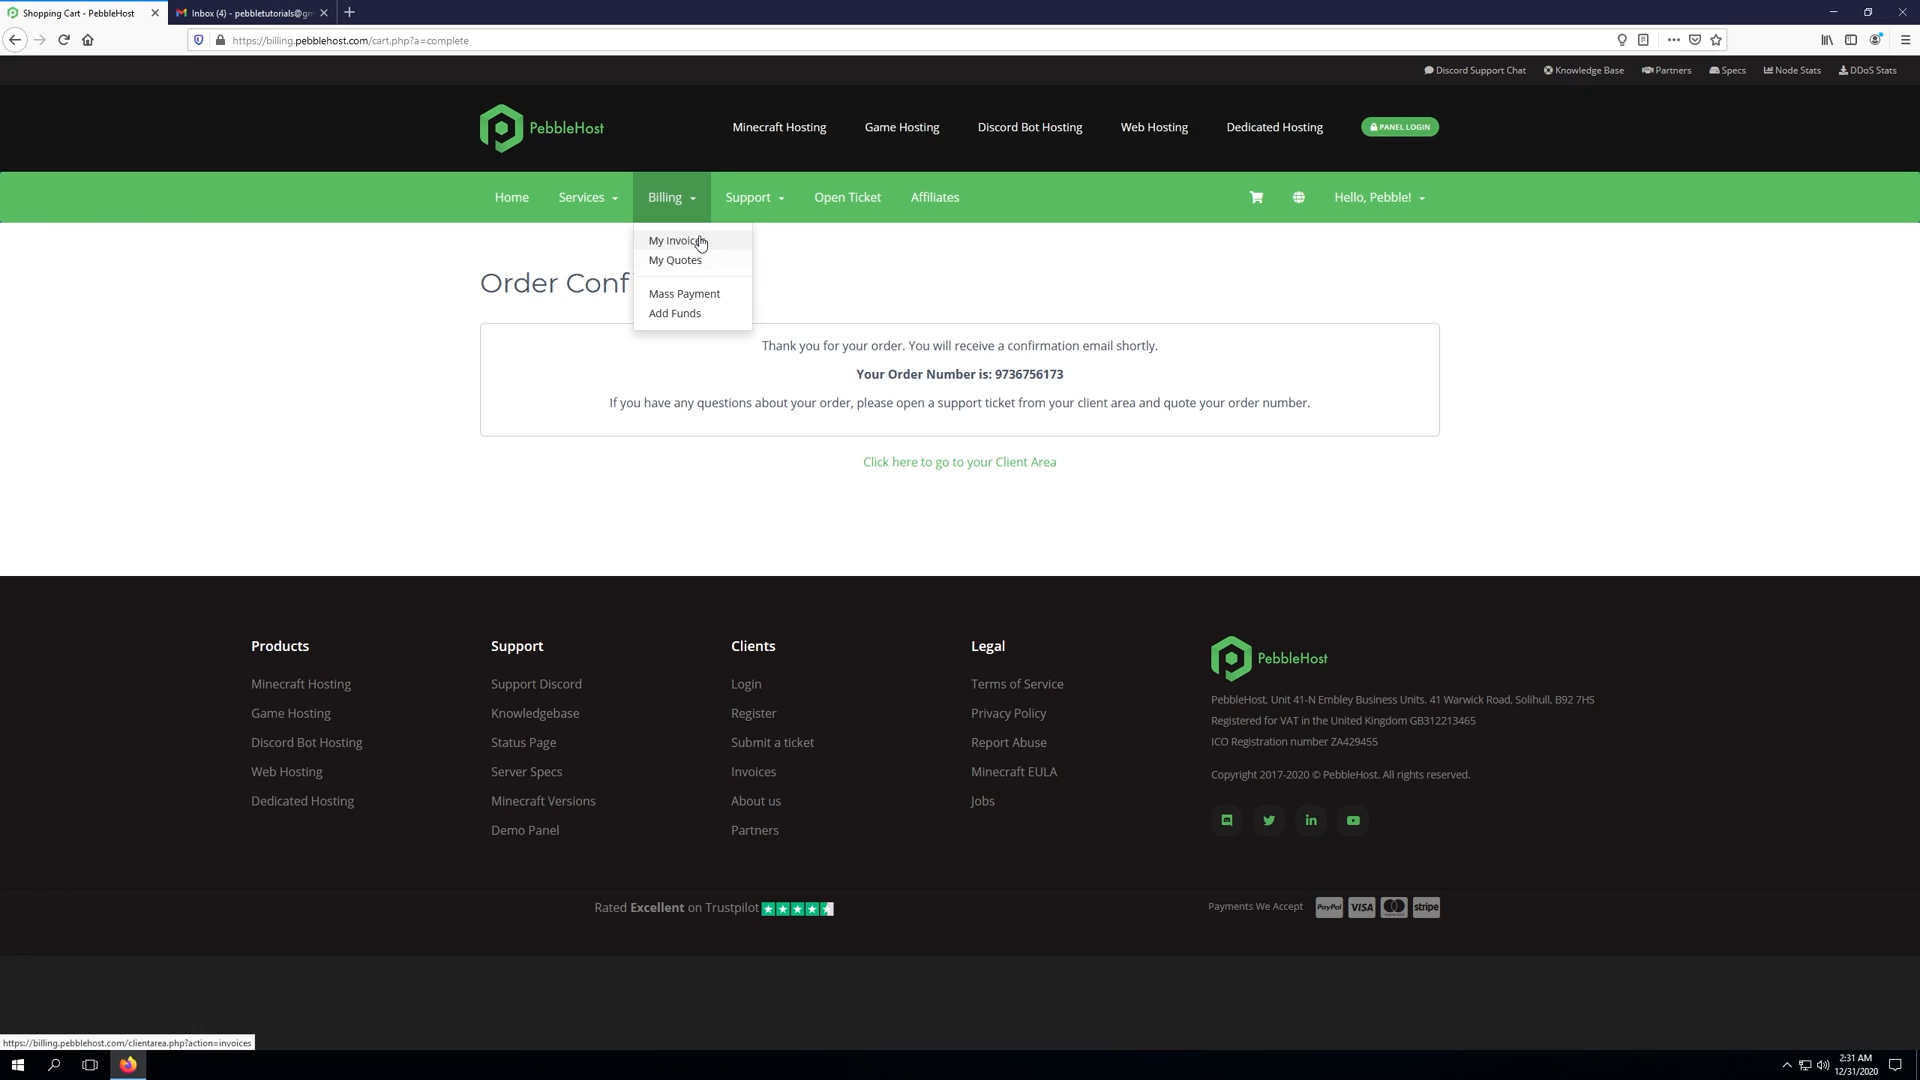 Shopping Cart - PebbleHost
Inbox (4) - pebbletutorials@gm
https://billing.pebblehost.com/cart.php?a=complete
Discord Support Chat
Knowledge Base
Partners
Specs
Node Stats
DDoS Stats
PebbleHost
Minecraft Hosting
Game Hosting
Discord Bot Hosting
Web Hosting
Dedicated Hosting
PANEL LOGIN
Home
Services
Billing
Support
Open Ticket
Affiliates
Hello, Pebble!
My Invoices
My Quotes
Mass Payment
Add Funds
Order Conf
Thank you for your order. You will receive a confirmation email shortly.
Your Order Number is: 9736756173
If you have any questions about your order, please open a support ticket from your client area and quote your order number.
Click here to go to your Client Area
Products
Minecraft Hosting
Game Hosting
Discord Bot Hosting
Web Hosting
Dedicated Hosting
Support
Support Discord
Knowledgebase
Status Page
Server Specs
Minecraft Versions
Demo Panel
Clients
Login
Register
Submit a ticket
Invoices
About us
Partners
Legal
Terms of Service
Privacy Policy
Report Abuse
Minecraft EULA
Jobs
PebbleHost
PebbleHost, Unit 41-N Embley Business Units. 41 Warwick Road, Solihull, B92 7HS
Registered for VAT in the United Kingdom GB312213465
ICO Registration number ZA429455
Copyright 2017-2020 © PebbleHost. All rights reserved.
Rated Excellent on Trustpilot
Payments We Accept
PayPal
VISA
stripe
https://billing.pebblehost.com/clientarea.php?action=invoices
2:31 AM
12/31/2020